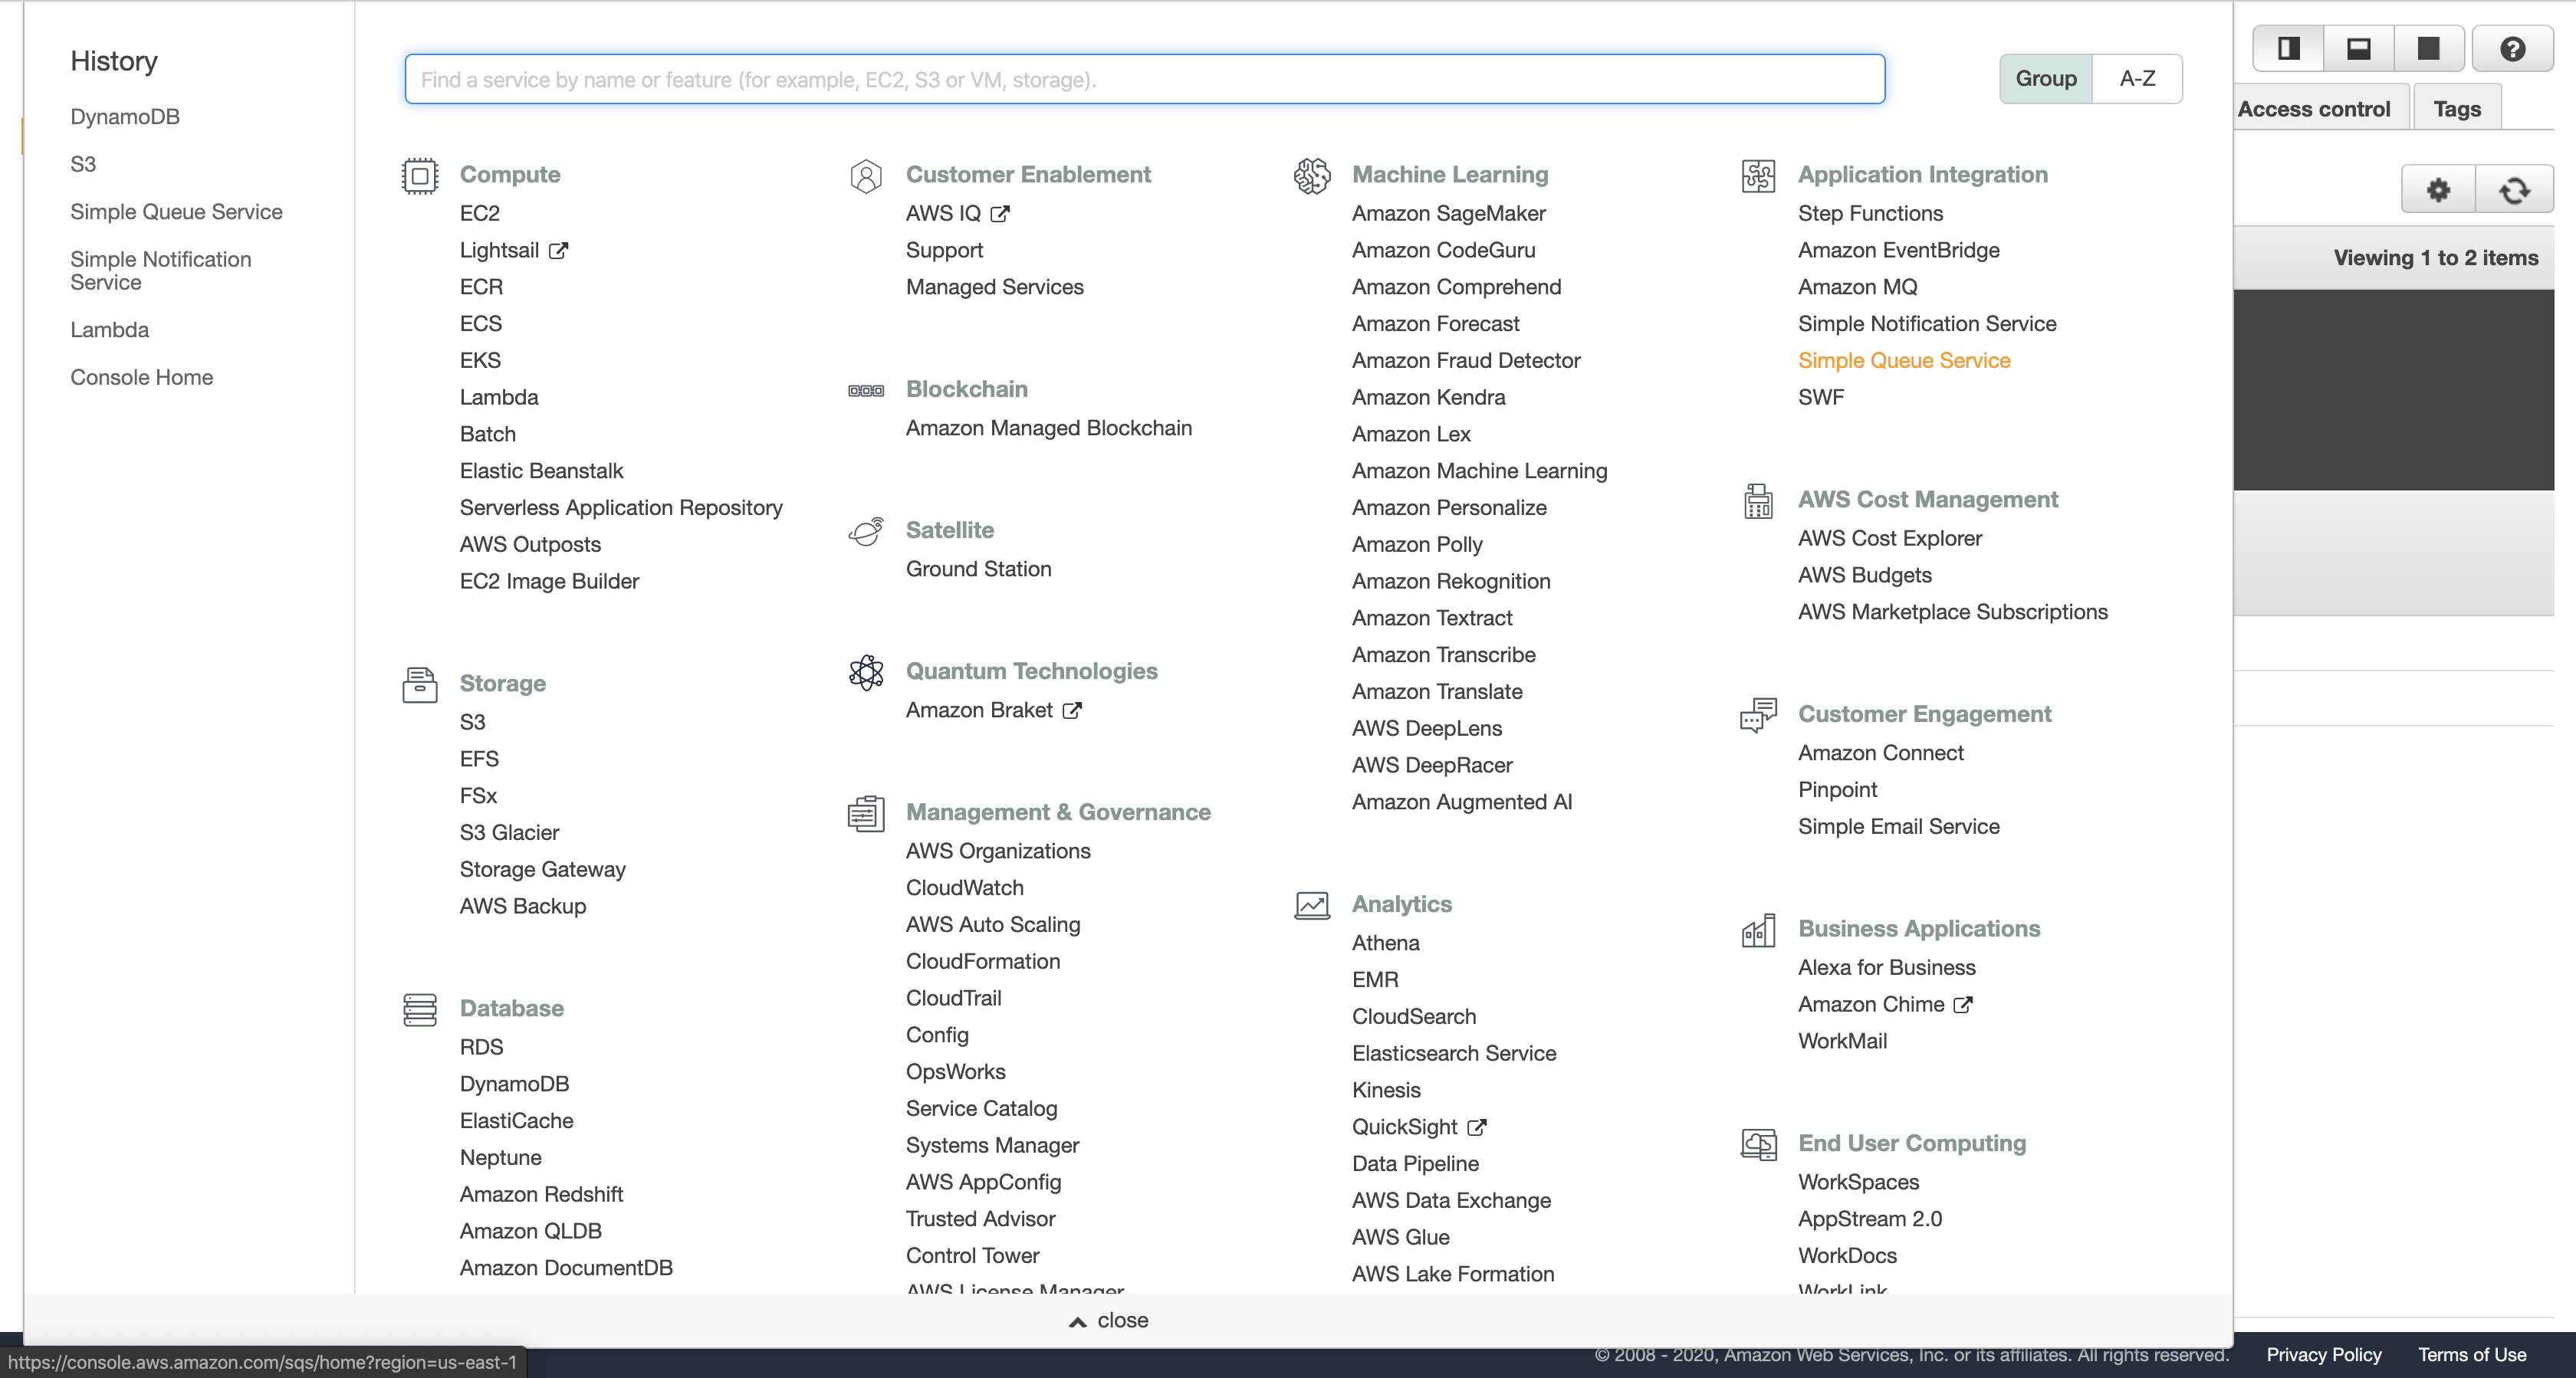 History
DynamoDB
S3
Simple Queue Service
Simple Notification
Service
Lambda
Console Home
Find a service by name or feature (for example, EC2, S3 or VM, storage).
Group
A-Z
Compute
EC2
Lightsail
ECR
ECS
EKS
Lambda
Batch
Elastic Beanstalk
Serverless Application Repository
AWS Outposts
EC2 Image Builder
Storage
S3
EFS
FSx
S3 Glacier
Storage Gateway
AWS Backup
Database
RDS
DynamoDB
ElastiCache
Neptune
Amazon Redshift
Amazon QLDB
Amazon DocumentDB
Customer Enablement
AWS IQ
Support
Managed Services
Blockchain
Amazon Managed Blockchain
Satellite
Ground Station
Quantum Technologies
Amazon Braket
Management & Governance
AWS Organizations
CloudWatch
AWS Auto Scaling
CloudFormation
CloudTrail
Config
OpsWorks
Service Catalog
Systems Manager
AWS AppConfig
Trusted Advisor
Control Tower
AWS License Manager
Machine Learning
Amazon SageMaker
Amazon CodeGuru
Amazon Comprehend
Amazon Forecast
Amazon Fraud Detector
Amazon Kendra
Amazon Lex
Amazon Machine Learning
Amazon Personalize
Amazon Polly
Amazon Rekognition
Amazon Textract
Amazon Transcribe
Amazon Translate
AWS DeepLens
AWS DeepRacer
Amazon Augmented AI
Analytics
Athena
EMR
CloudSearch
Elasticsearch Service
Kinesis
QuickSight
Data Pipeline
AWS Data Exchange
AWS Glue
AWS Lake Formation
Application Integration
Step Functions
Amazon EventBridge
Amazon MQ
Simple Notification Service
Simple Queue Service
SWF
AWS Cost Management
AWS Cost Explorer
AWS Budgets
AWS Marketplace Subscriptions
Customer Engagement
Amazon Connect
Pinpoint
Simple Email Service
Business Applications
Alexa for Business
Amazon Chime
WorkMail
End User Computing
WorkSpaces
AppStream 2.0
WorkDocs
WorkLink
close
Access control
Tags
Viewing 1 to 2 items
https://console.aws.amazon.com/sqs/home?region=us-east-1
© 2008 - 2020, Amazon Web Services, Inc. or its affiliates. All rights reserved.
Privacy Policy
Terms of Use